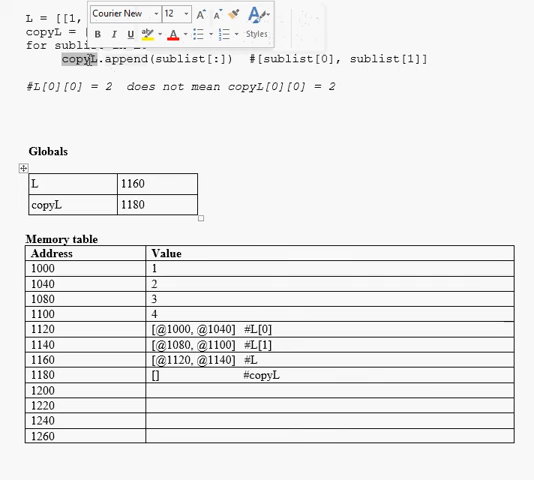 Courier New 12
L = [[1,
copyL = [
B I U Styles
for sublist in L:
copyL.append(sublist[:]) #[sublist[0], sublist[1]]
#L[0][0] = 2 does not mean copyL[0][0] = 2
Globals
L 1160
copyL 1180
Memory table
Address Value
1000 1
1040 2
1080 3
1100 4
1120 [@1000, @1040] #L[0]
1140 [@1080, @1100] #L[1]
1160 [@1120, @1140] #L
1180 [] #copyL
1200
1220
1240
1260